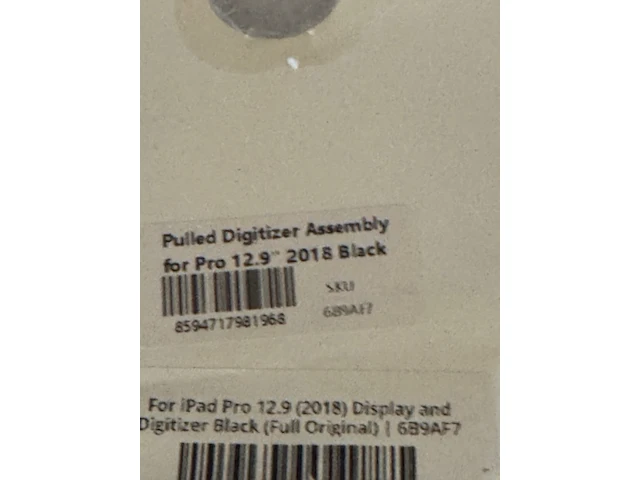 Pulled Digitizer Assembly
for Pro 12.9" 2018 Black
SKU
6B9AF7
8594717981968
For iPad Pro 12.9 (2018) Display and
Digitizer Black (Full Original) | 6B9AF7